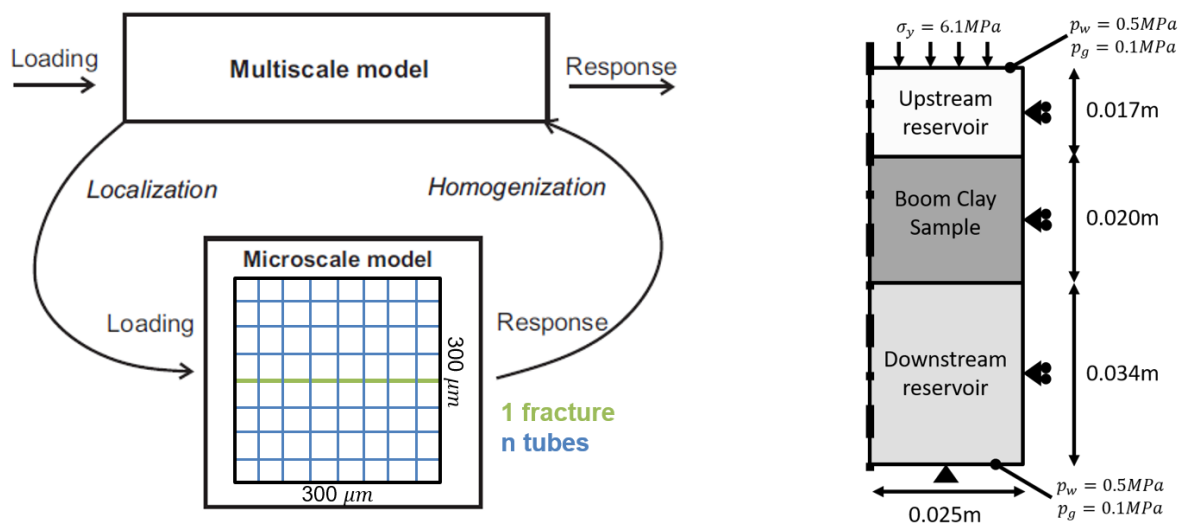 Loading
Multiscale model
Response
Localization
Homogenization
Microscale model
Loading
Response
300 µm
300 µm
1 fracture
n tubes
σ_y = 6.1MPa
p_w = 0.5MPa
p_g = 0.1MPa
Upstream
reservoir
0.017m
Boom Clay
Sample
0.020m
Downstream
reservoir
0.034m
p_w = 0.5MPa
p_g = 0.1MPa
0.025m